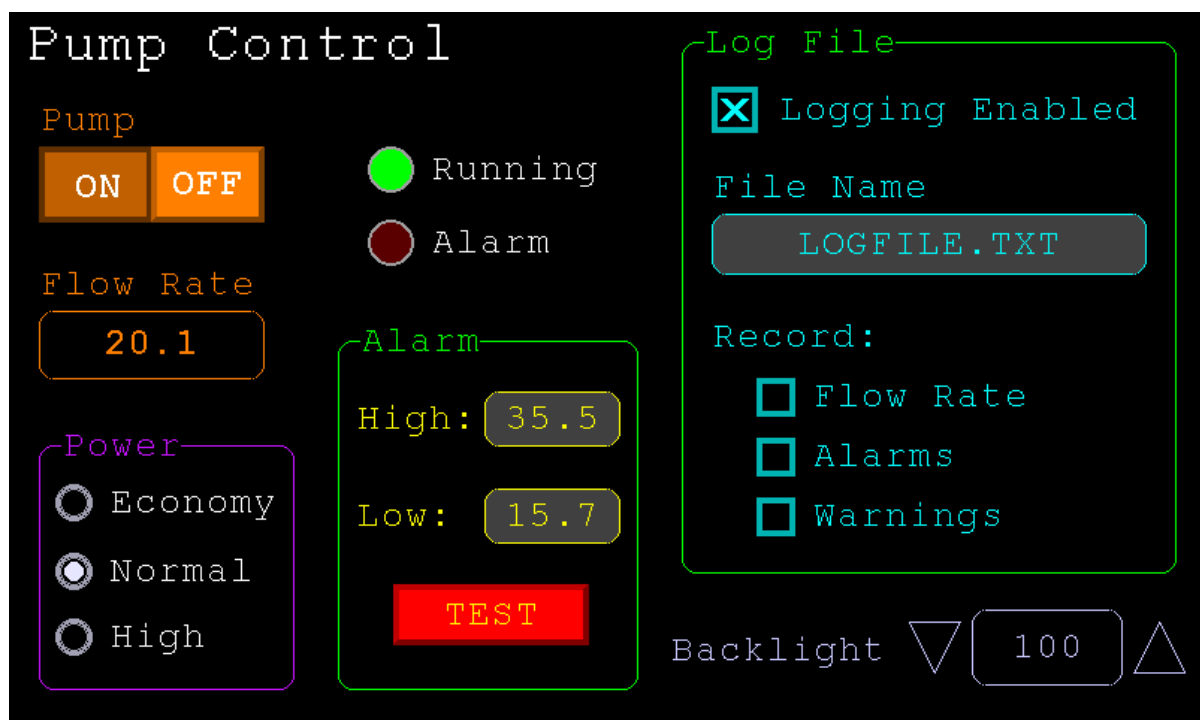 Pump Control
Pump
ON OFF
Running
Alarm
Flow Rate
20.1
Power
Economy
Normal
High
Alarm
High: 35.5
Low: 15.7
TEST
Log File
Logging Enabled
File Name
LOGFILE.TXT
Record:
Flow Rate
Alarms
Warnings
Backlight 100